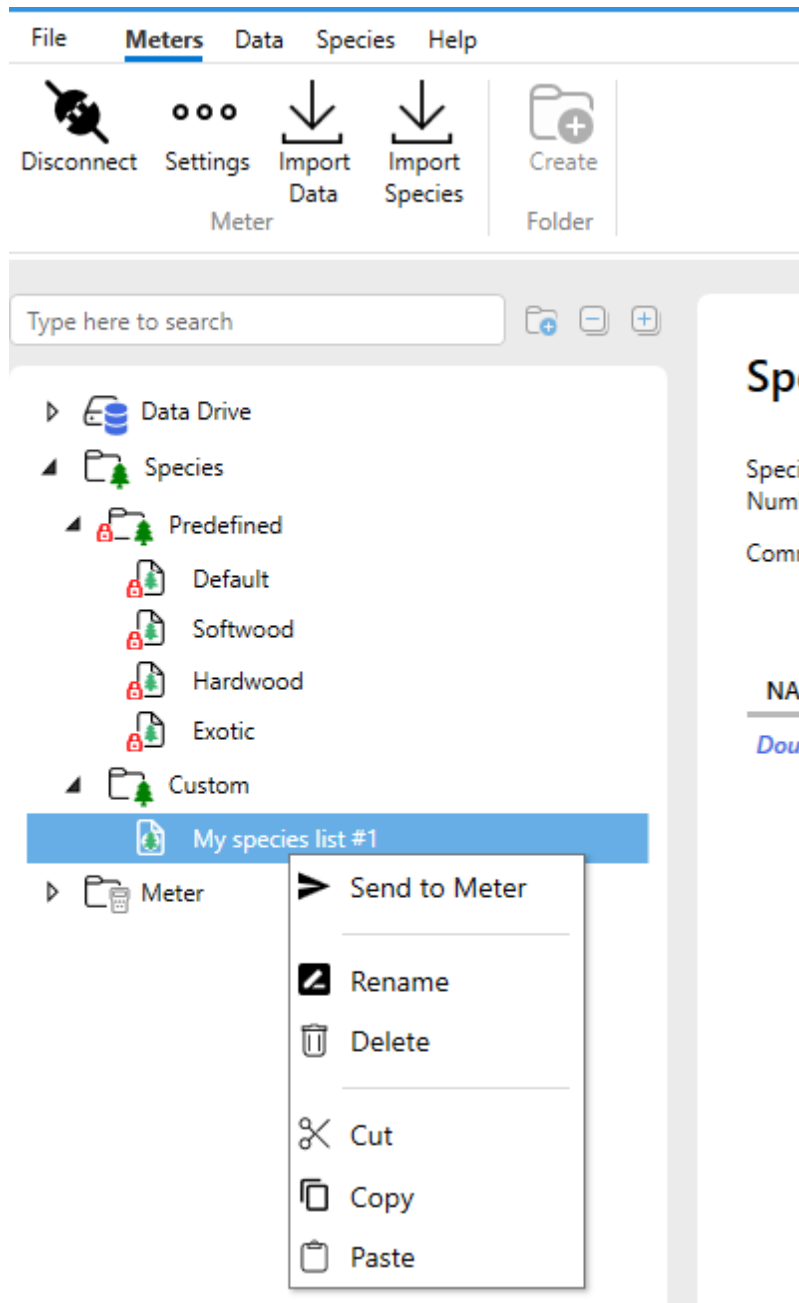 File Meters Data Species Help
Disconnect Settings Import Data Import Species Create
Meter Folder
Type here to search
Data Drive
Species
Predefined
Default
Softwood
Hardwood
Exotic
Custom
My species list #1
Meter
Send to Meter
Rename
Delete
Cut
Copy
Paste